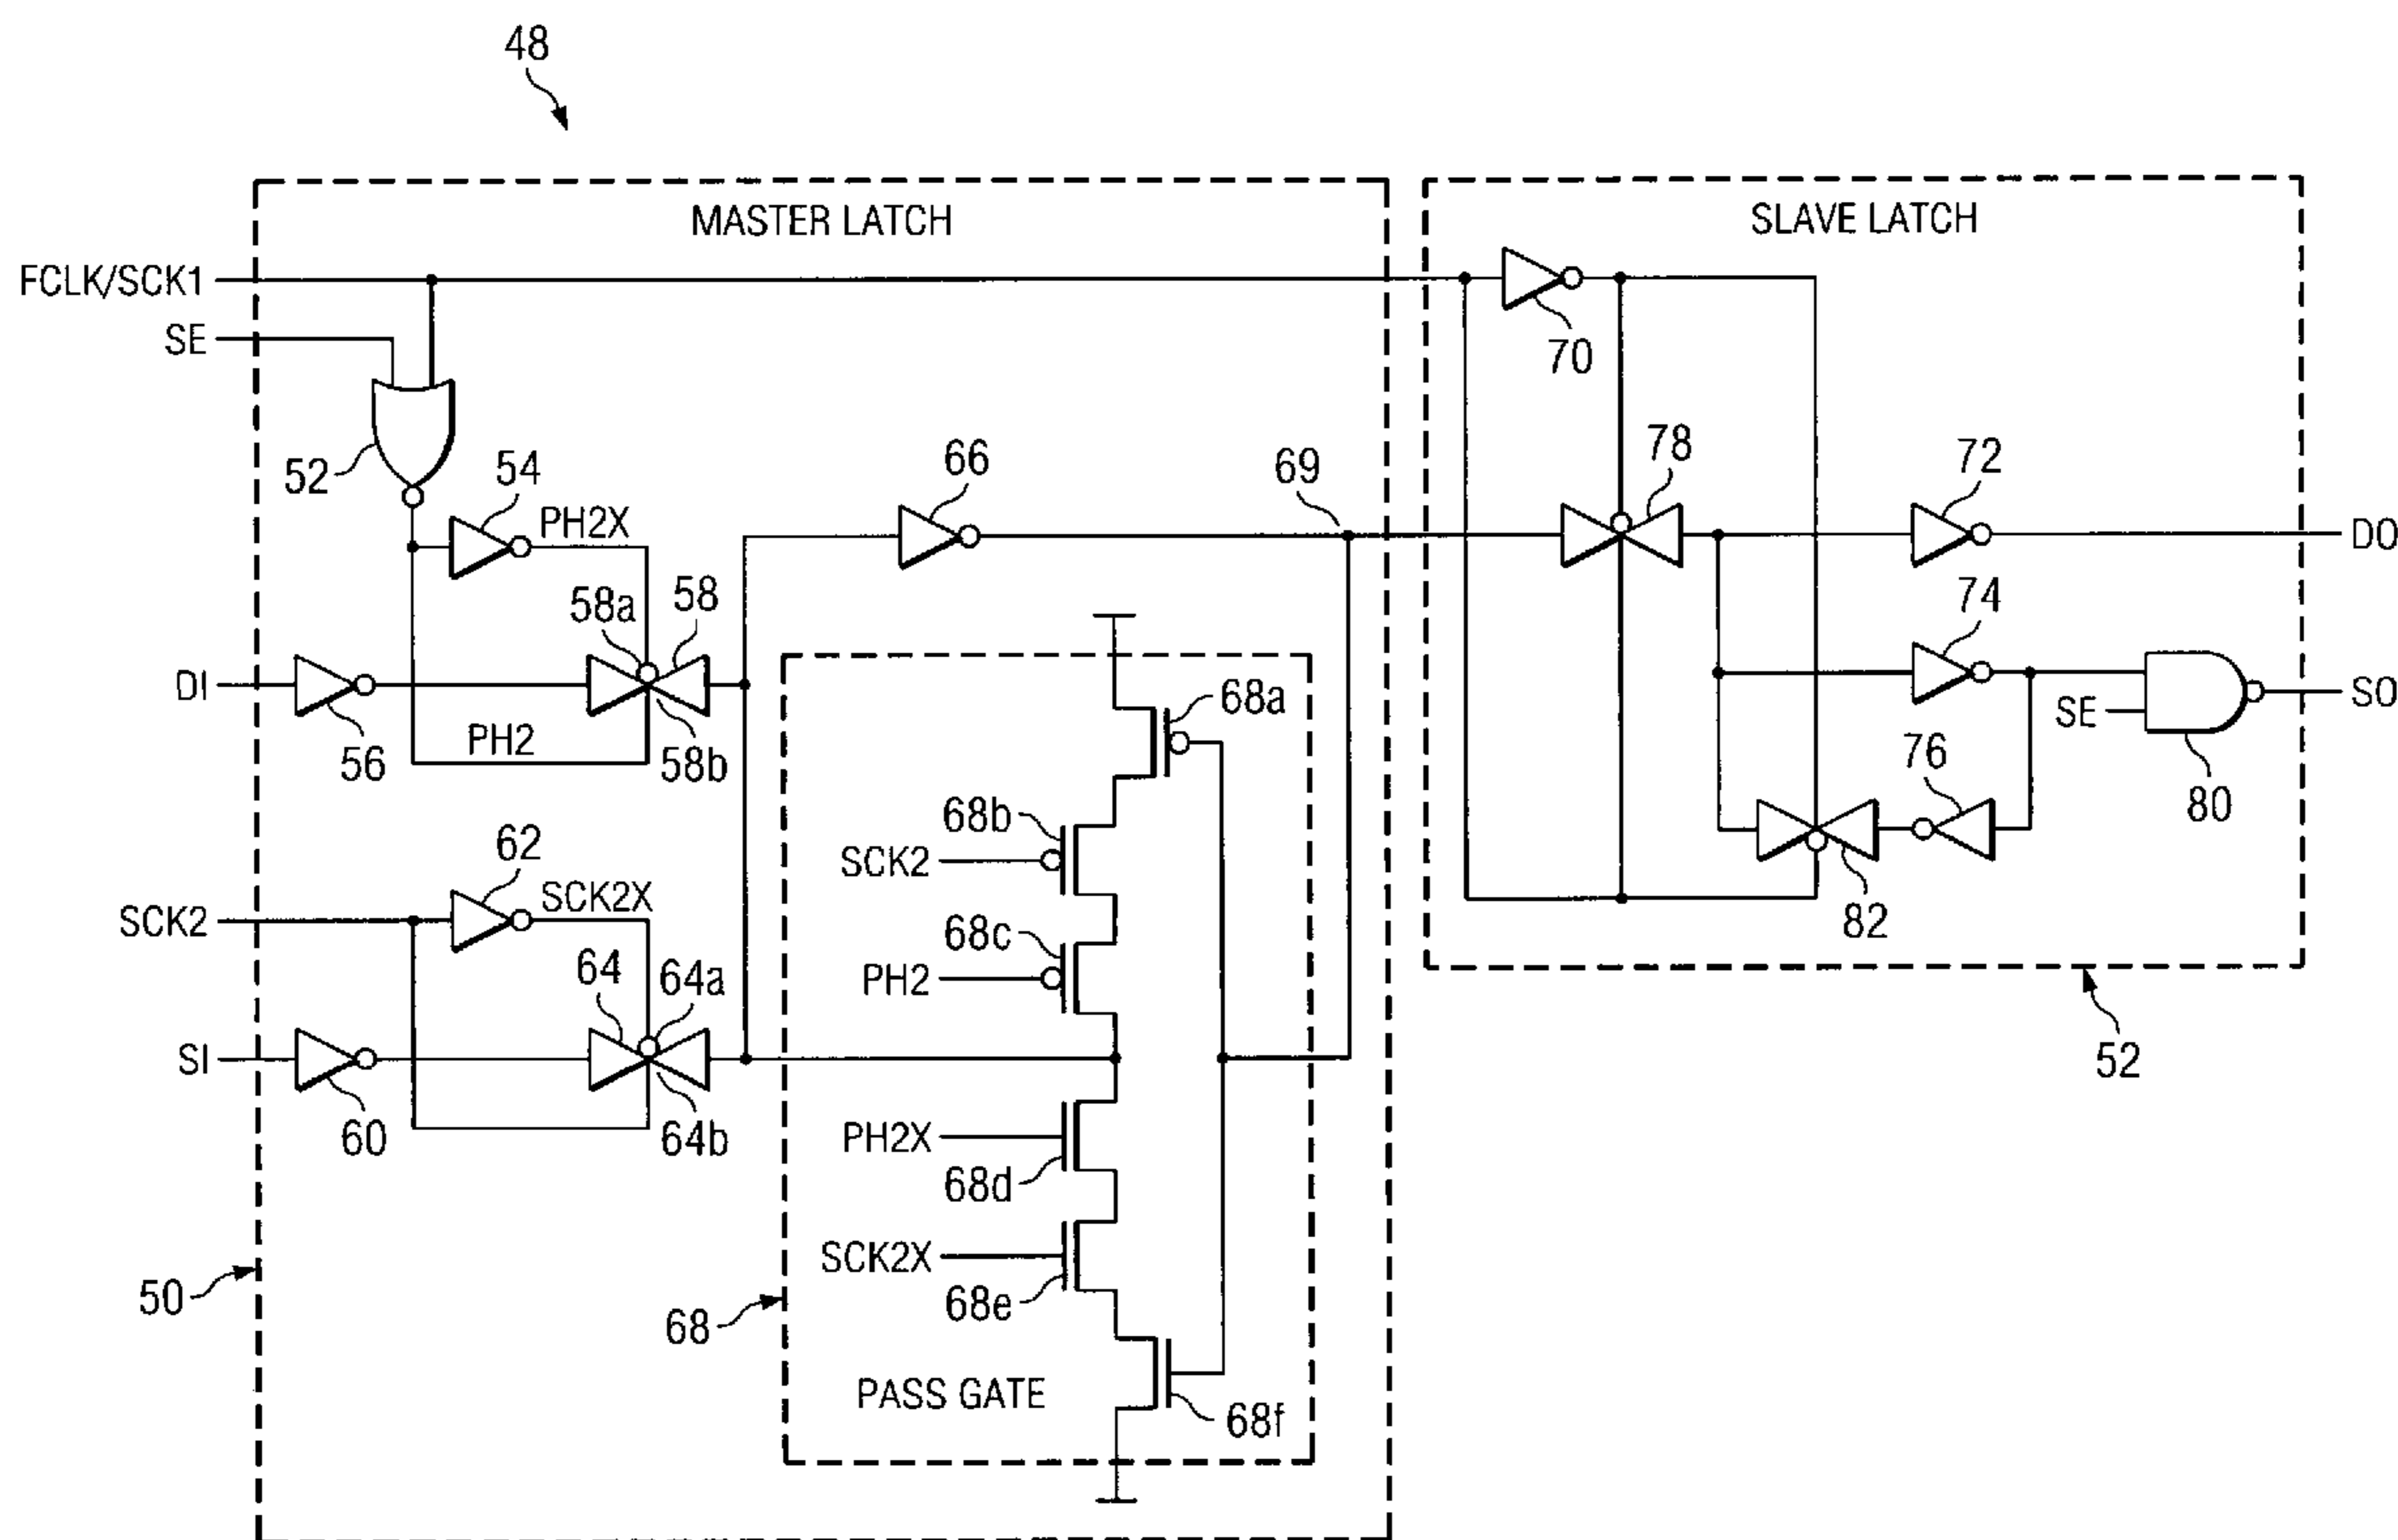 48
MASTER LATCH
SLAVE LATCH
FCLK/SCK1
SE
70
52
54
PH2X
66
69
78
72
DO
58a
58
74
DI
56
PH2
58b
68a
SE
SO
76
80
68b
SCK2
62
SCK2X
SCK2
68c
PH2
82
64
64a
SI
60
64b
52
PH2X
68d
SCK2X
68e
50
68
PASS GATE
68f